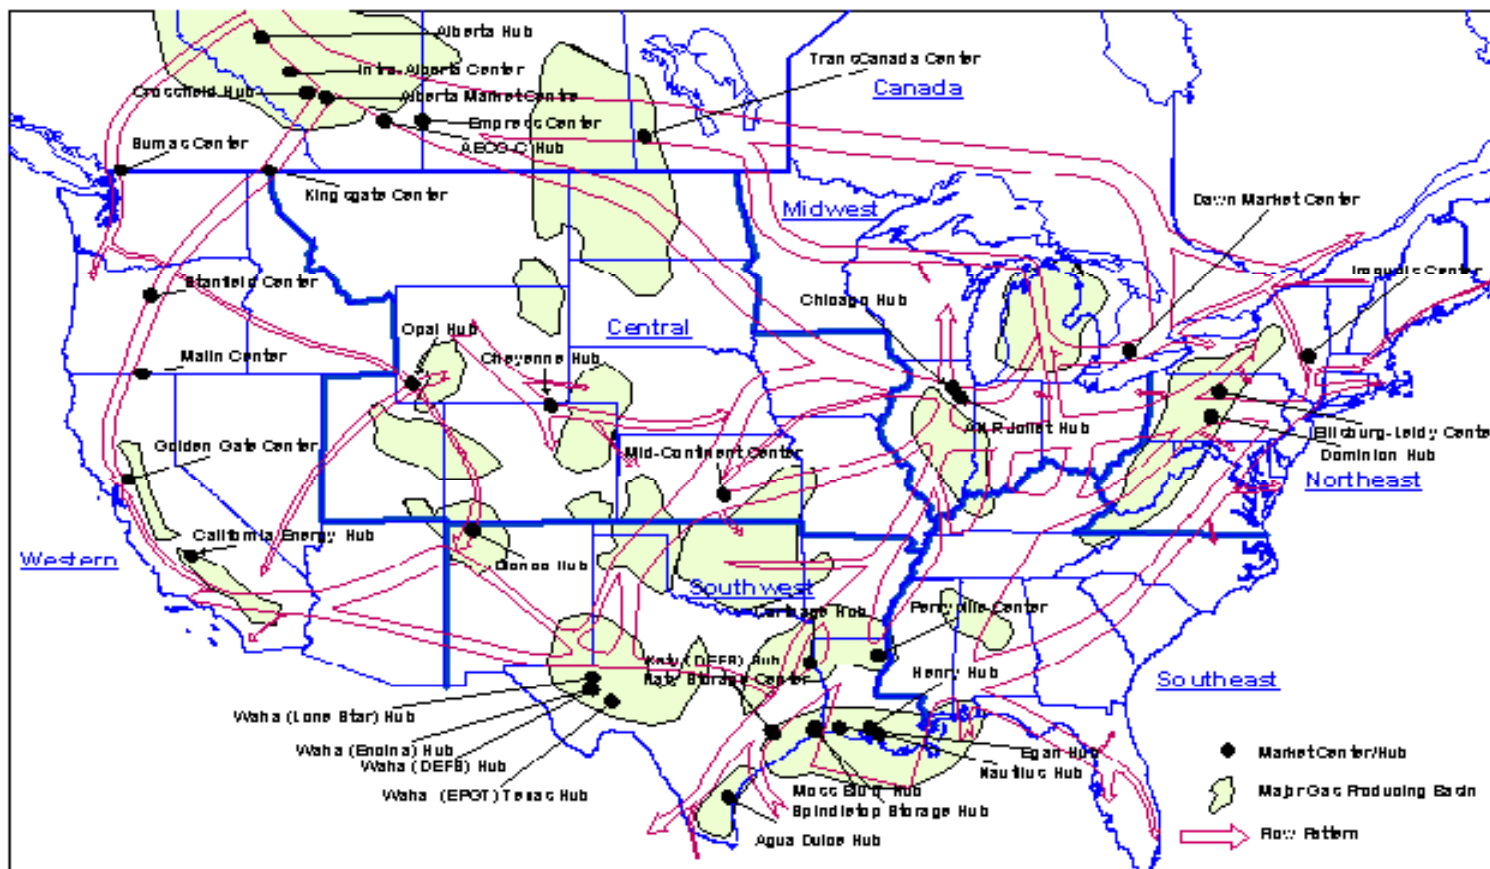 Alberta Hub
Intra-Alberta Center
Crossfield Hub
Alberta Market Centre
Empress Center
AECO-C Hub
TransCanada Center
Canada
Sumas Center
Kingsgate Center
Midwest
Dawn Market Center
Iroquois Center
Stanfield Center
Chicago Hub
Central
Opal Hub
Cheyenne Hub
Malin Center
ANR Joliet Hub
Ellisburg-Leidy Center
Dominion Hub
Northeast
Golden Gate Center
Mid-Continent Center
California Energy Hub
Western
Blanco Hub
Southwest
Carthage Hub
Perryville Center
Katy (DEFS) Hub
Katy Storage Center
Henry Hub
Southeast
Waha (Lone Star) Hub
Waha (Encina) Hub
Waha (DEFS) Hub
Waha (EPGT) Texas Hub
Egan Hub
Nautilus Hub
Moss Bluff Hub
Spindletop Storage Hub
Agua Dulce Hub
Market Center/Hub
Major Gas Producing Basin
Flow Pattern